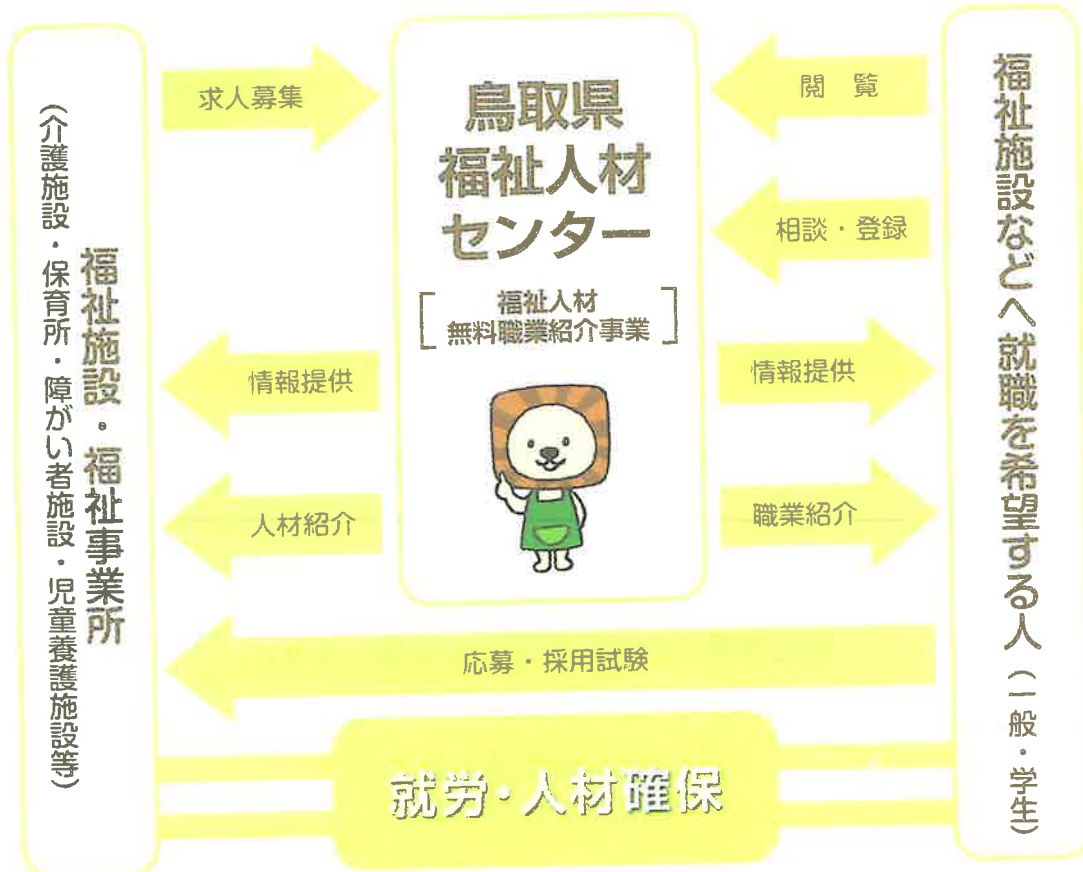 福祉施設・福祉事業所
(介護施設・保育所・障がい者施設・児童養護施設等)
求人募集
情報提供
人材紹介
鳥取県
福祉人材
センター
福祉人材
無料職業紹介事業
閲 覧
相談・登録
情報提供
職業紹介
福祉施設などへ就職を希望する人(一般・学生)
応募・採用試験
就労・人材確保